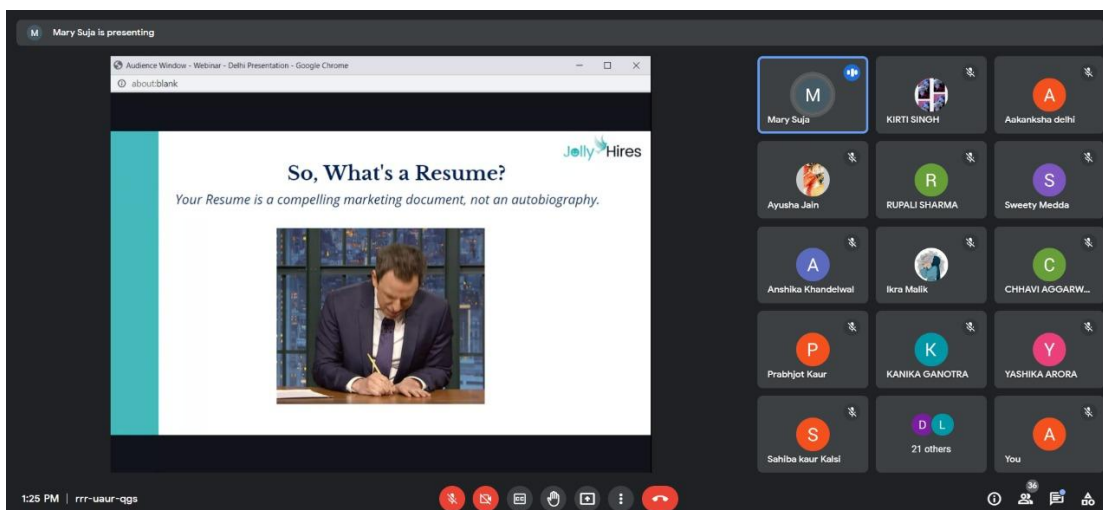 M Mary Suja is presenting
Audience Window - Webinar - Delhi Presentation - Google Chrome
about:blank
Jolly Hires
So, What's a Resume?
Your Resume is a compelling marketing document, not an autobiography.
M
Mary Suja
KIRTI SINGH
A
Aakanksha delhi
Ayusha Jain
R
RUPALI SHARMA
S
Sweety Medda
A
Anshika Khandelwal
Ikra Malik
C
CHHAVI AGGARW...
P
Prabhjot Kaur
K
KANIKA GANOTRA
Y
YASHIKA ARORA
S
Sahiba kaur Kalsi
D L
21 others
A
You
1:25 PM | rrr-uaur-qgs
CC
36